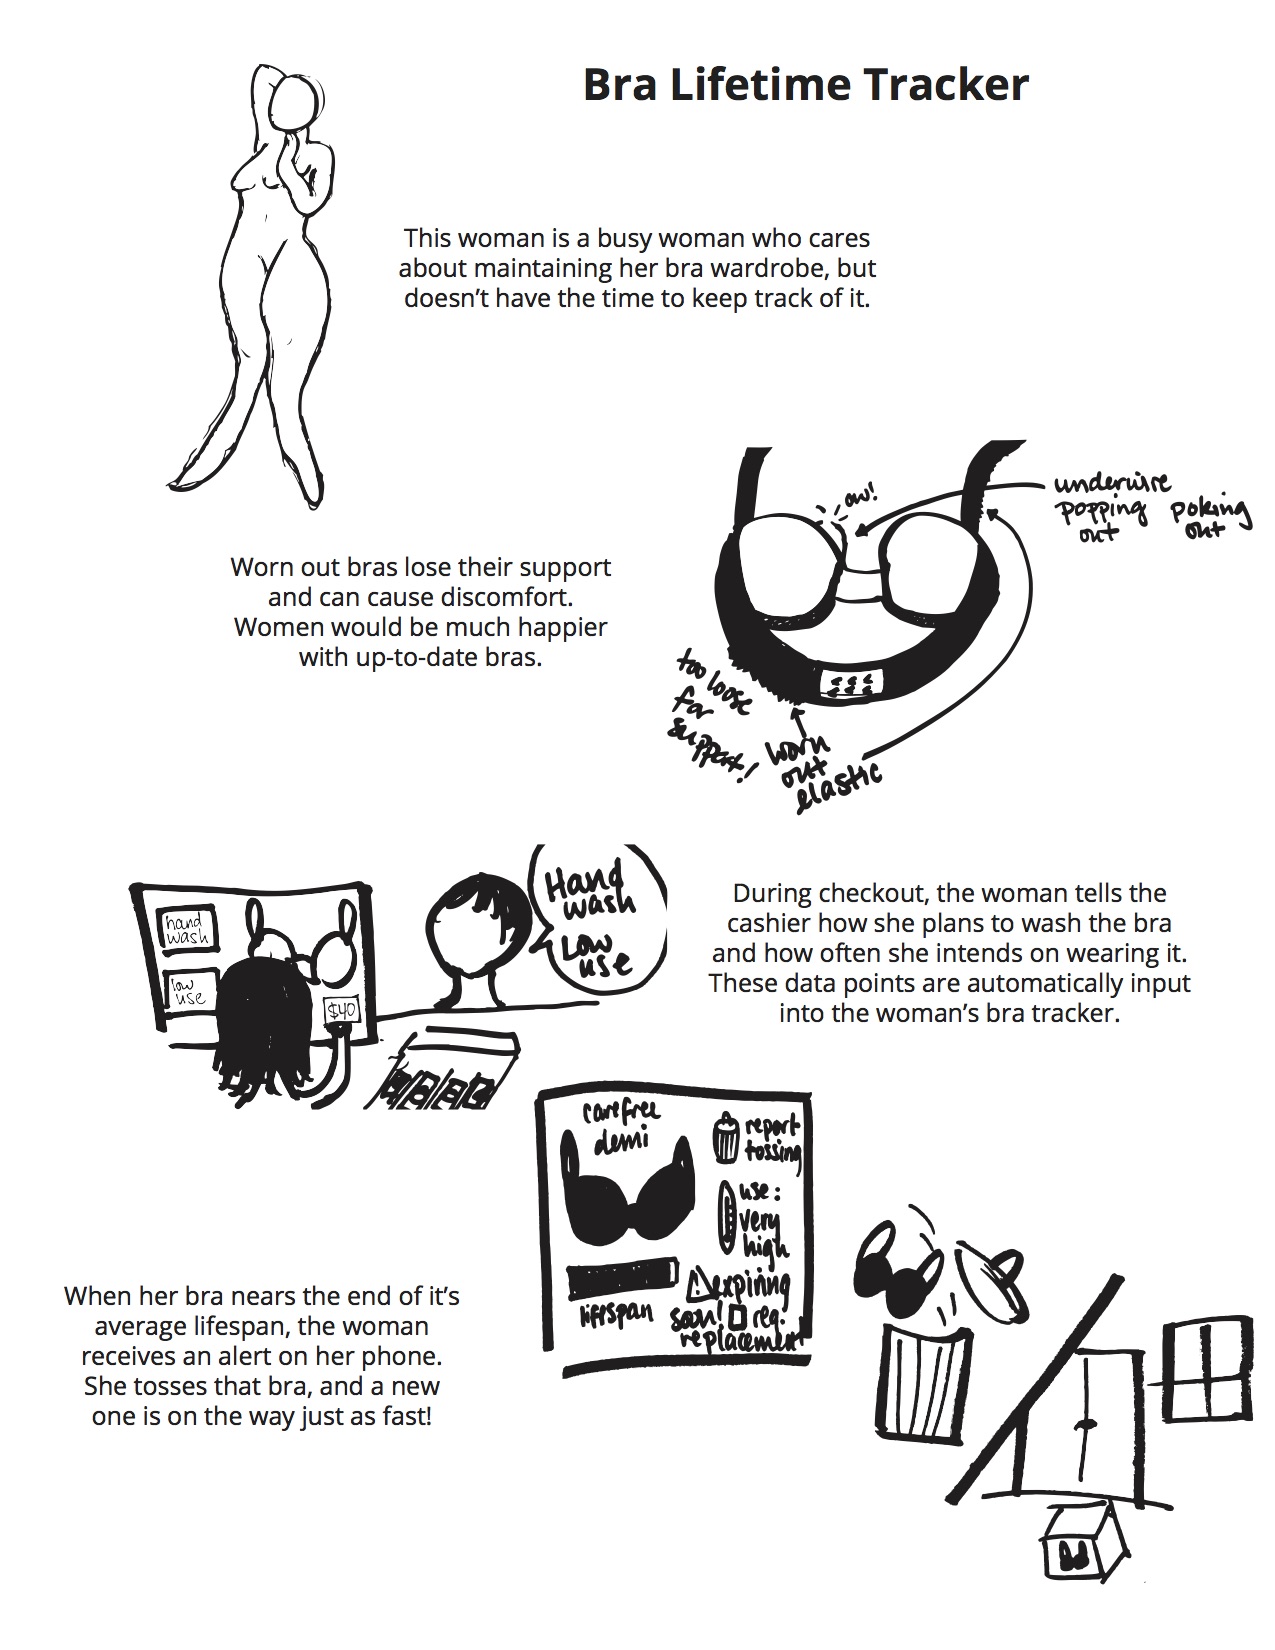 Bra Lifetime Tracker
This woman is a busy woman who cares
about maintaining her bra wardrobe, but
doesn’t have the time to keep track of it.
ow!
underwire
popping poking
out out
Worn out bras lose their support
and can cause discomfort.
Women would be much happier
with up-to-date bras.
too loose
for
support!
worn
out
elastic
hand
wash
low
use
$40
Hand
wash
Low
use
During checkout, the woman tells the
cashier how she plans to wash the bra
and how often she intends on wearing it.
These data points are automatically input
into the woman’s bra tracker.
carefree
demi
report
tossing
use:
very
high
lifespan
expiring
soon!
req.
replacement
When her bra nears the end of it’s
average lifespan, the woman
receives an alert on her phone.
She tosses that bra, and a new
one is on the way just as fast!